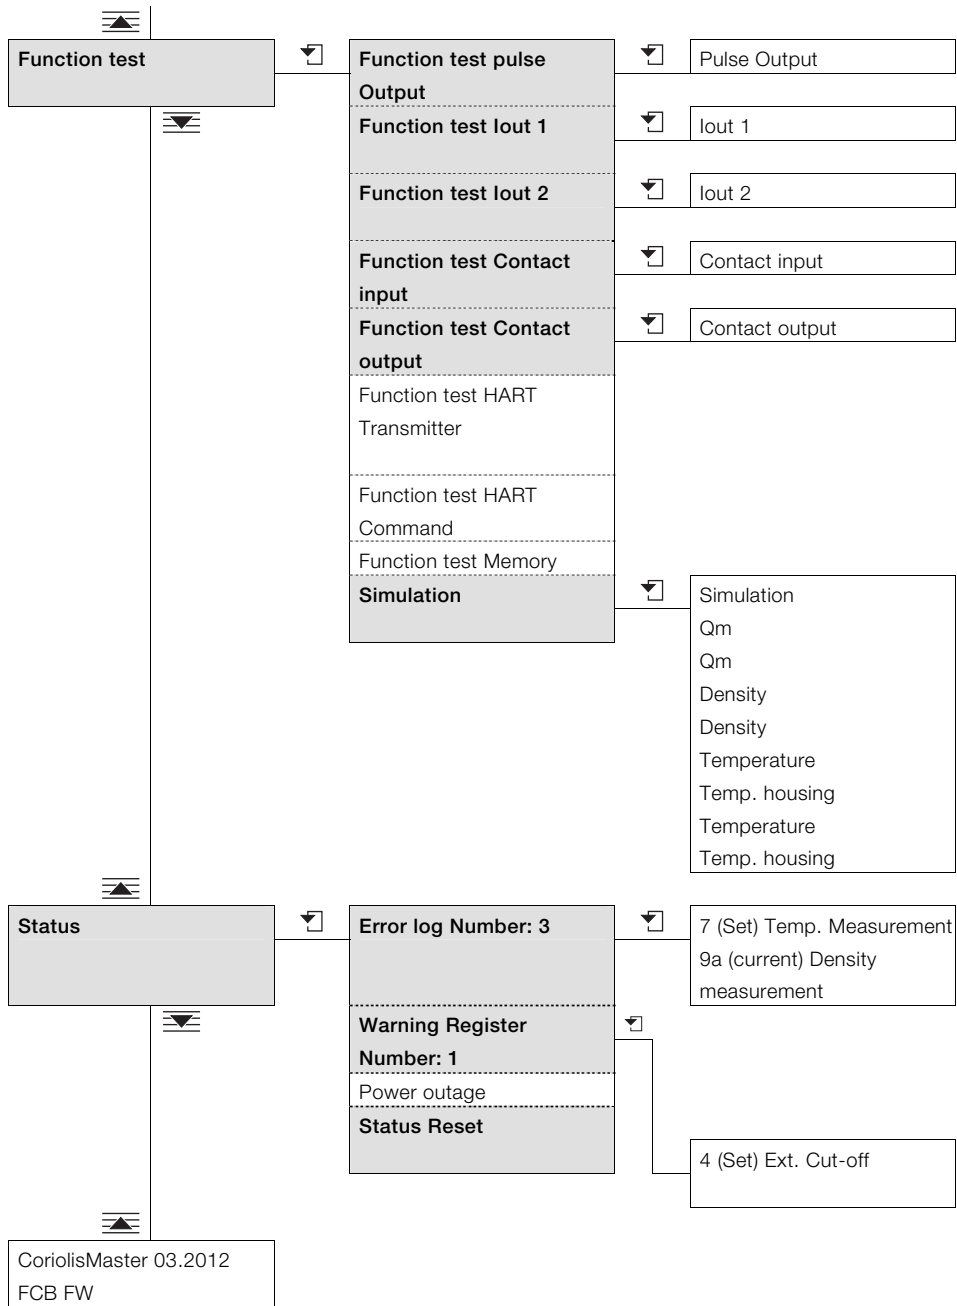 Function test
Function test pulse
Output
Pulse Output
Function test Iout 1
Iout 1
Function test Iout 2
Iout 2
Function test Contact
input
Contact input
Function test Contact
output
Contact output
Function test HART
Transmitter
Function test HART
Command
Function test Memory
Simulation
Simulation
Qm
Qm
Density
Density
Temperature
Temp. housing
Temperature
Temp. housing
Status
Error log Number: 3
7 (Set) Temp. Measurement
9a (current) Density
measurement
Warning Register
Number: 1
Power outage
Status Reset
4 (Set) Ext. Cut-off
CoriolisMaster 03.2012
FCB FW